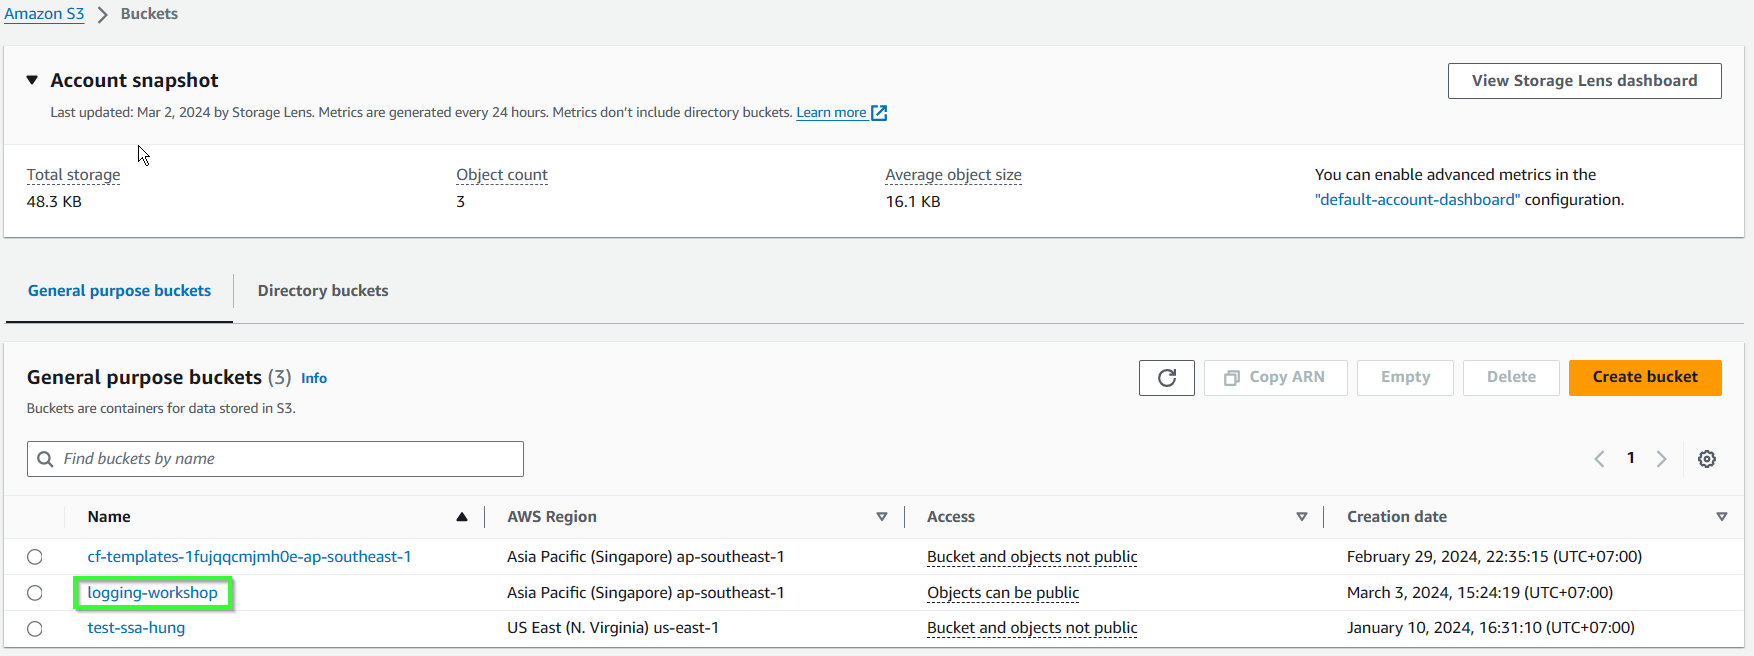 Amazon S3 > Buckets
Account snapshot
View Storage Lens dashboard
Last updated: Mar 2, 2024 by Storage Lens. Metrics are generated every 24 hours. Metrics don't include directory buckets. Learn more
Total storage Object count Average object size You can enable advanced metrics in the
48.3 KB 3 16.1 KB "default-account-dashboard" configuration.
General purpose buckets Directory buckets
General purpose buckets (3) Info
Copy ARN Empty Delete Create bucket
Buckets are containers for data stored in S3.
Find buckets by name
1
Name AWS Region Access Creation date
cf-templates-1fujqqcmjmh0e-ap-southeast-1 Asia Pacific (Singapore) ap-southeast-1 Bucket and objects not public February 29, 2024, 22:35:15 (UTC+07:00)
logging-workshop Asia Pacific (Singapore) ap-southeast-1 Objects can be public March 3, 2024, 15:24:19 (UTC+07:00)
test-ssa-hung US East (N. Virginia) us-east-1 Bucket and objects not public January 10, 2024, 16:31:10 (UTC+07:00)